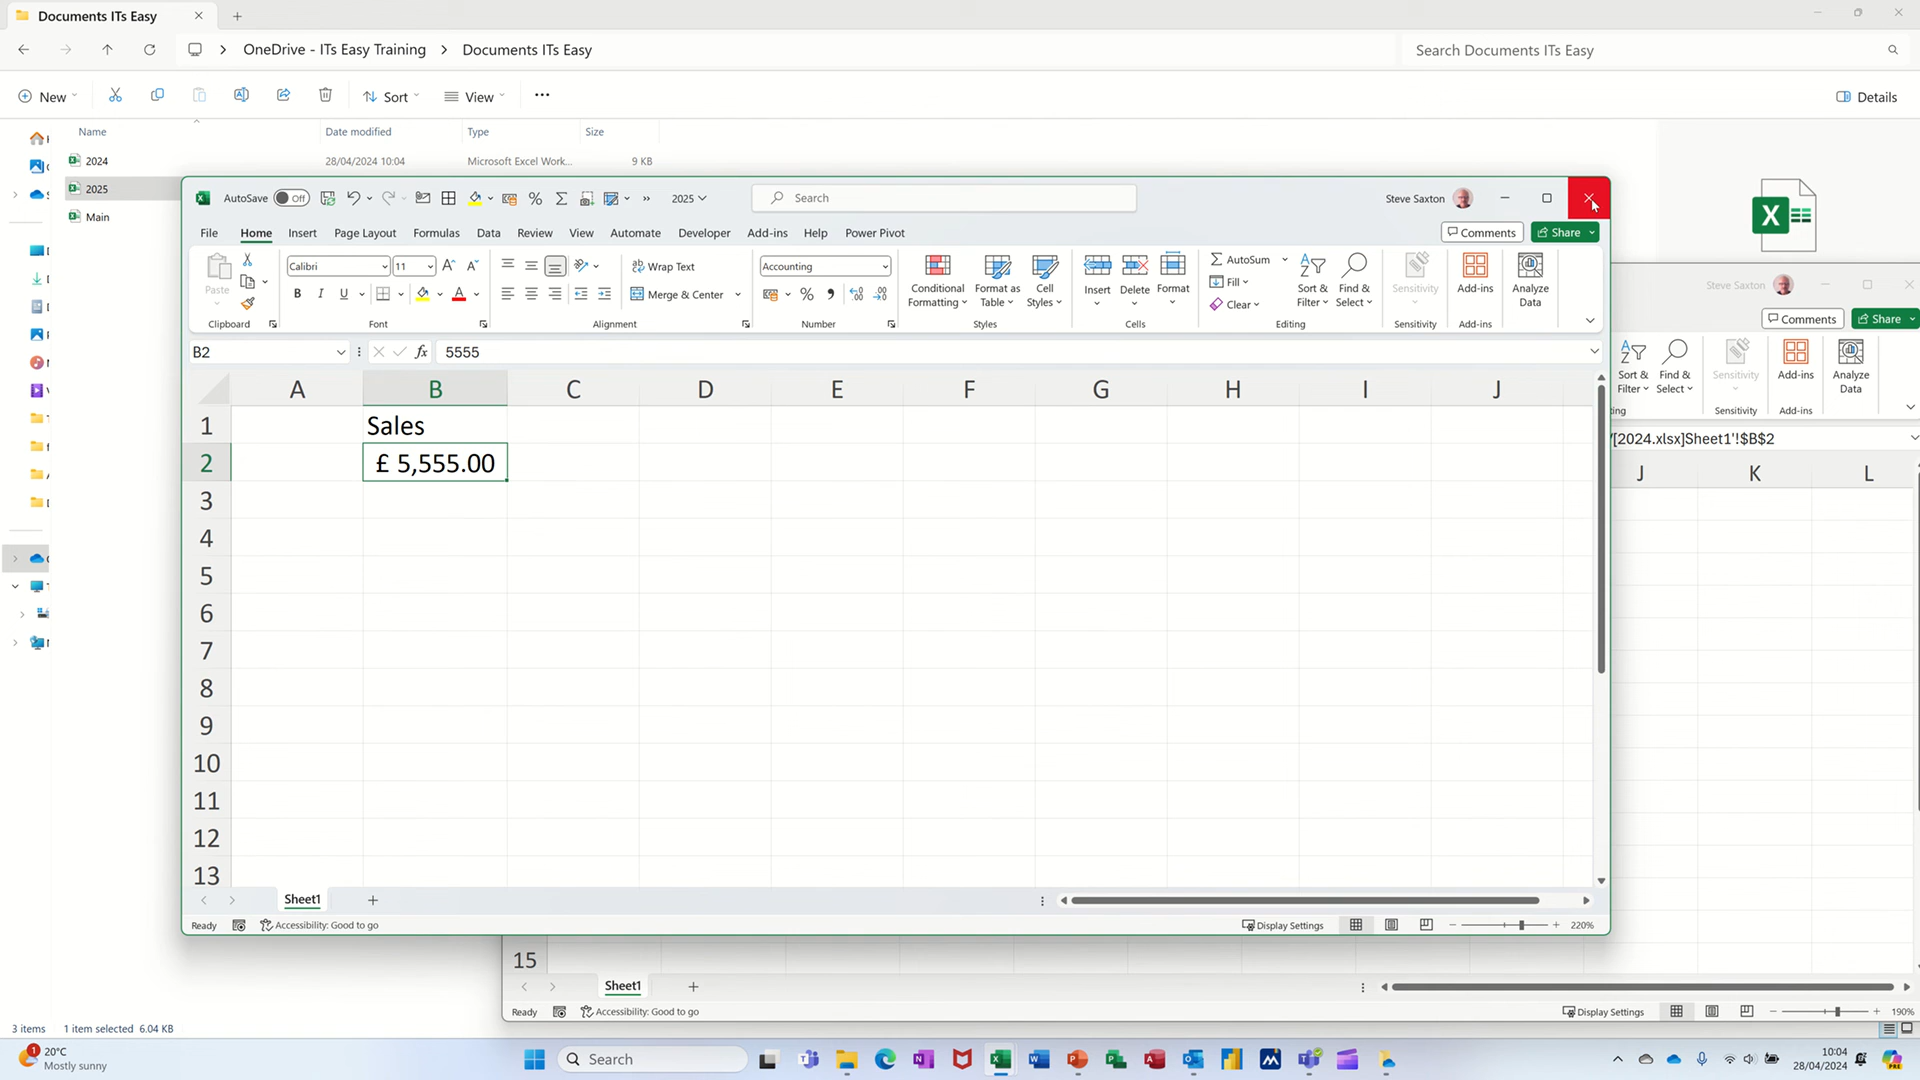 Documents ITs Easy
OneDrive - ITs Easy Training > Documents ITs Easy
Search Documents ITs Easy
New
Sort
View
Details
Name
Date modified
Type
Size
2024
28/04/2024 10:04
Microsoft Excel Work...
9 KB
2025
Main
AutoSave
Off
2025
Search
Steve Saxton
File
Home
Insert
Page Layout
Formulas
Data
Review
View
Automate
Developer
Add-ins
Help
Power Pivot
Comments
Share
Paste
Clipboard
Calibri
11
B I U
Font
Wrap Text
Merge & Center
Alignment
Accounting
Number
Conditional
Formatting
Format as
Table
Cell
Styles
Styles
Insert
Delete
Format
Cells
AutoSum
Fill
Clear
Sort &
Filter
Find &
Select
Editing
Sensitivity
Sensitivity
Add-ins
Add-ins
Analyze
Data
B2
fx
5555
A B C D E F G H I J
1 Sales
2 £ 5,555.00
3
4
5
6
7
8
9
10
11
12
13
Sheet1
Ready
Accessibility: Good to go
Display Settings
220%
Steve Saxton
Comments
Share
Sort &
Filter
Find &
Select
Sensitivity
Add-ins
Analyze
Data
ting
Sensitivity
Add-ins
/[2024.xlsx]Sheet1'!$B$2
J K L
15
Sheet1
Ready
Accessibility: Good to go
Display Settings
190%
3 items
1 item selected 6.04 KB
1
20°C
Mostly sunny
Search
10:04
28/04/2024
PRE